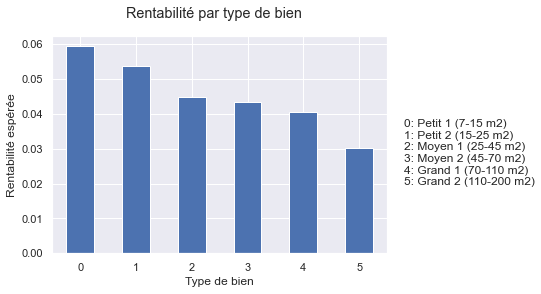 Rentabilité par type de bien
0.06
0.05
0.04
0.03
0.02
0.01
0.00
Rentabilité espérée
0 1 2 3 4 5
Type de bien
0: Petit 1 (7-15 m2)
1: Petit 2 (15-25 m2)
2: Moyen 1 (25-45 m2)
3: Moyen 2 (45-70 m2)
4: Grand 1 (70-110 m2)
5: Grand 2 (110-200 m2)